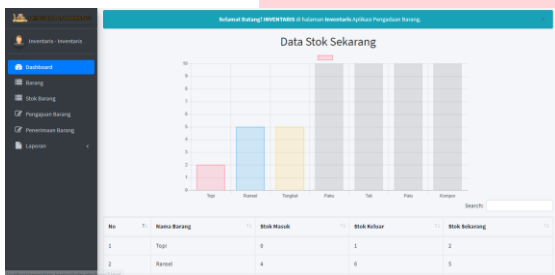 Selamat Datang! INVENTARIS di halaman Inventaris Aplikasi Pengadaan Barang.
Inventaris - Inventaris
Dashboard
Barang
Stok Barang
Pengajuan Barang
Penerimaan Barang
Laporan
Data Stok Sekarang
10
9
8
7
6
5
4
3
2
1
0
Topi
Ransel
Tongkat
Paku
Tali
Palu
Kompor
Search:
No
Nama Barang
Stok Masuk
Stok Keluar
Stok Sekarang
1
Topi
1
2
2
Ransel
4
6
5